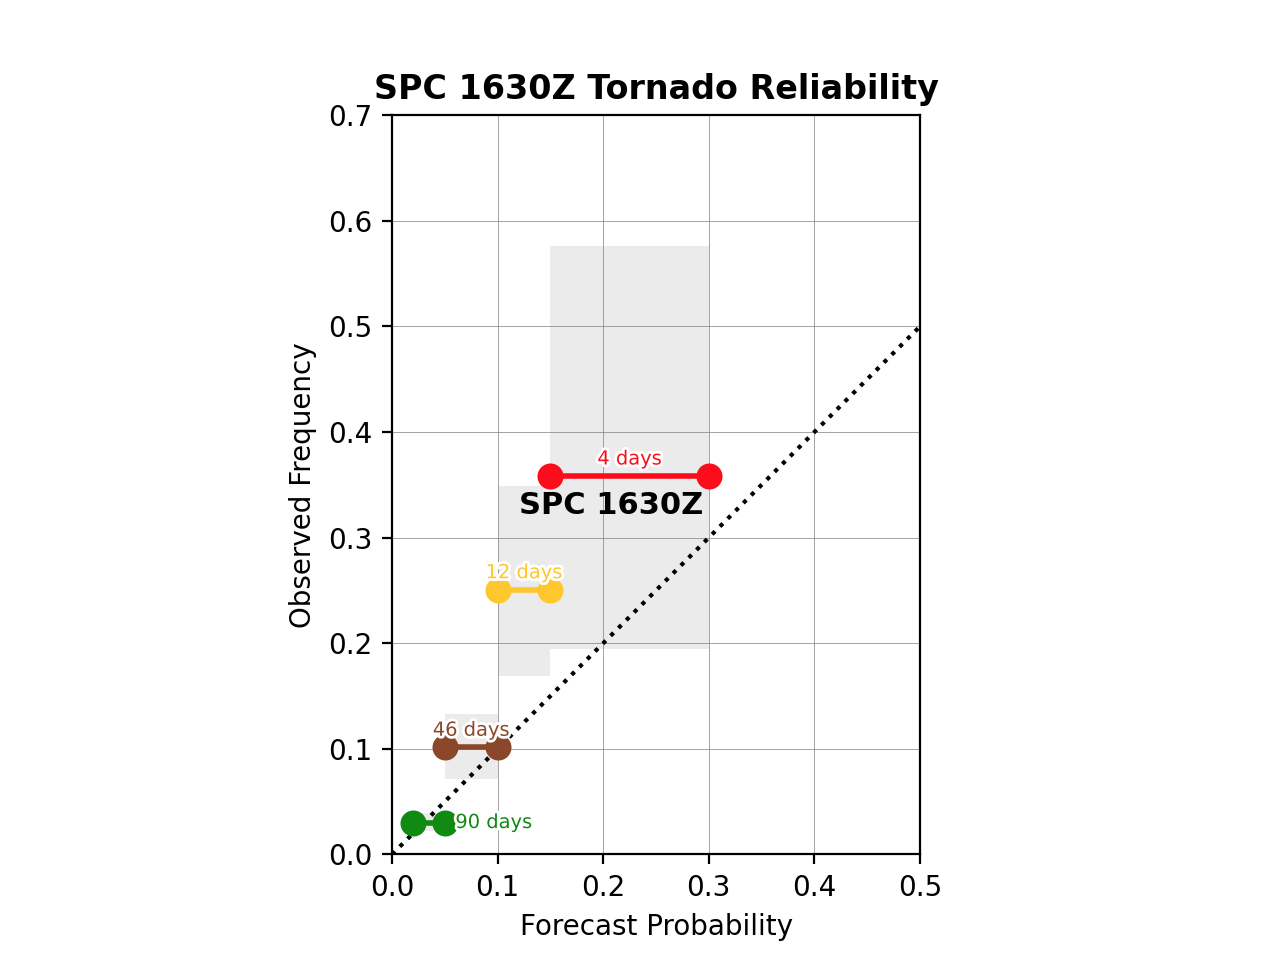 SPC 1630Z Tornado Reliability
0.7
0.6
0.5
0.4
0.3
0.2
0.1
0.0
Observed Frequency
4 days
SPC 1630Z
12 days
46 days
90 days
0.0 0.1 0.2 0.3 0.4 0.5
Forecast Probability